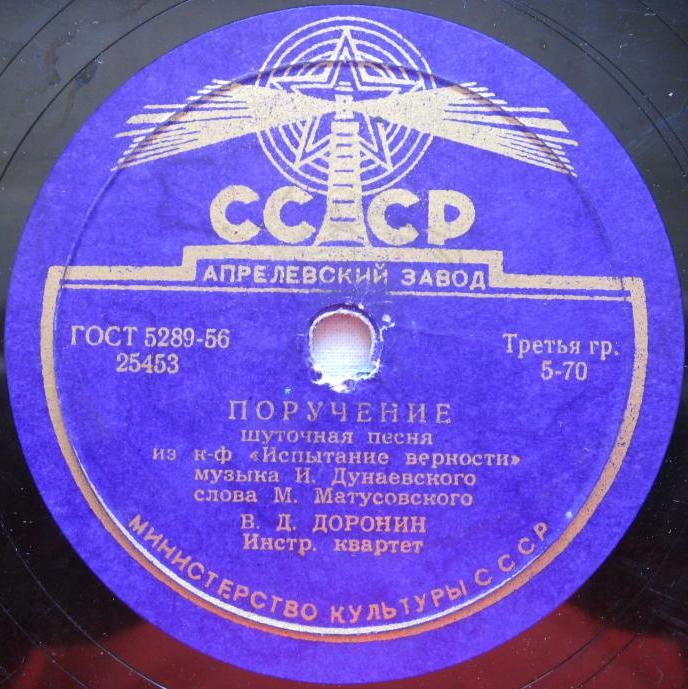 СССР
АПРЕЛЕВСКИЙ ЗАВОД
ГОСТ 5289-56
25453
Третья гр.
5-70
ПОРУЧЕНИЕ
шуточная песня
из к-ф «Испытание верности»
музыка И. Дунаевского
слова М. Матусовского
В. Д. ДОРОНИН
Инстр. квартет
МИНИСТЕРСТВО КУЛЬТУРЫ СССР